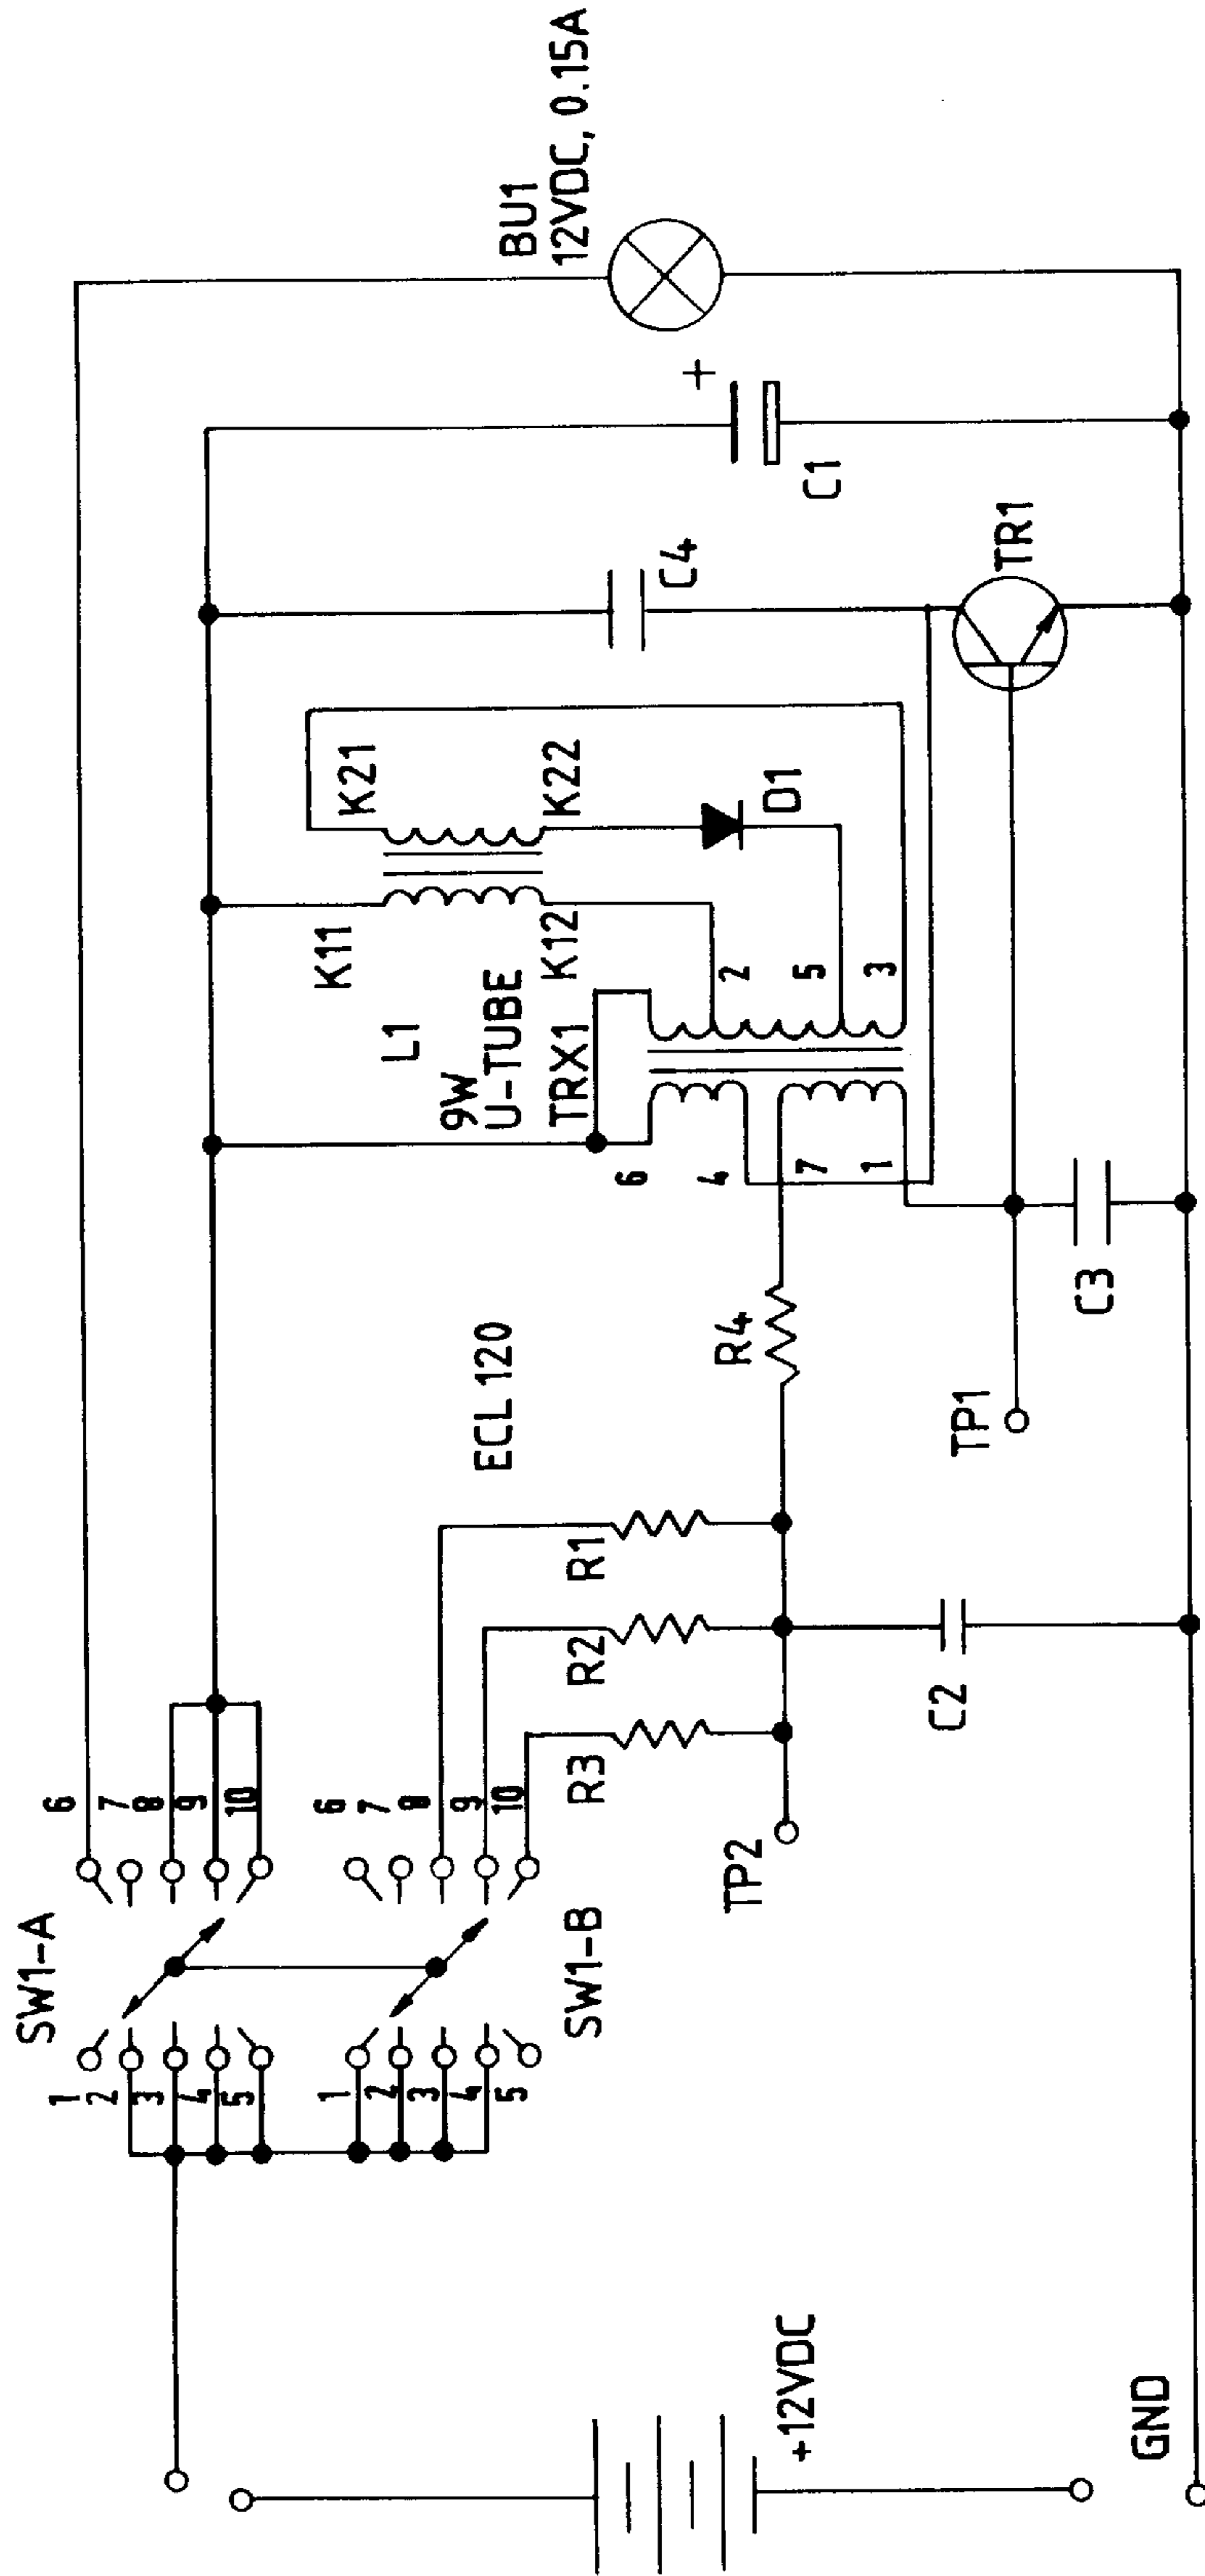 SW1-A
6
7
8
9
10
1
2
3
4
5
6
7
8
9
10
1
2
3
4
5
SW1-B
R3
R2
R1
TP2
C2
ECL 120
R4
TP1
C3
L1
9W
U-TUBE
TRX1
6
4
7
1
K11
K12
K21
K22
2
5
3
D1
C4
TR1
C1
+
BU1
12VDC, 0.15A
+12VDC
GND